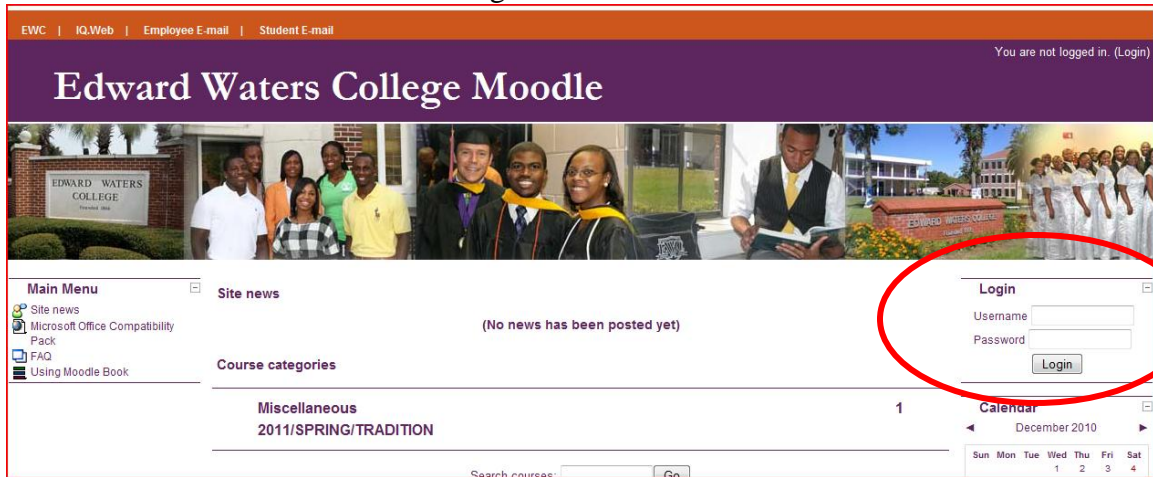 EWC | IQ.Web | Employee E-mail | Student E-mail
You are not logged in. (Login)
Edward Waters College Moodle
EDWARD WATERS
COLLEGE
EDWARD WATERS COLLEGE
Main Menu
Site news
Microsoft Office Compatibility
Pack
FAQ
Using Moodle Book
Site news
(No news has been posted yet)
Course categories
Miscellaneous 1
2011/SPRING/TRADITION
Search courses: Go
Login
Username
Password
Login
Calendar
◄ December 2010 ►
Sun Mon Tue Wed Thu Fri Sat
1 2 3 4